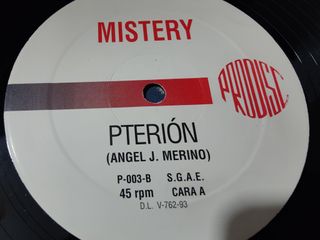 MISTERY
PRODISC
PTERIÓN
(ANGEL J. MERINO)
P-003-B S.G.A.E.
45 rpm CARA A
D.L. V-762-93